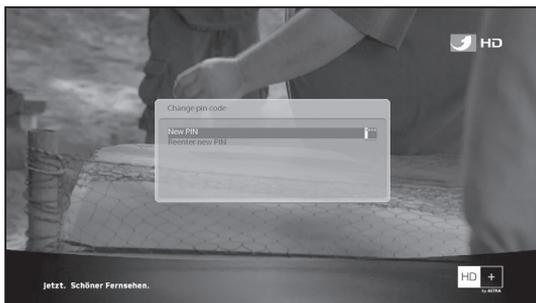 HD
Change pin code
New PIN
Reenter new PIN
Jetzt. Schöner Fernsehen.
HD +
by ASTRA